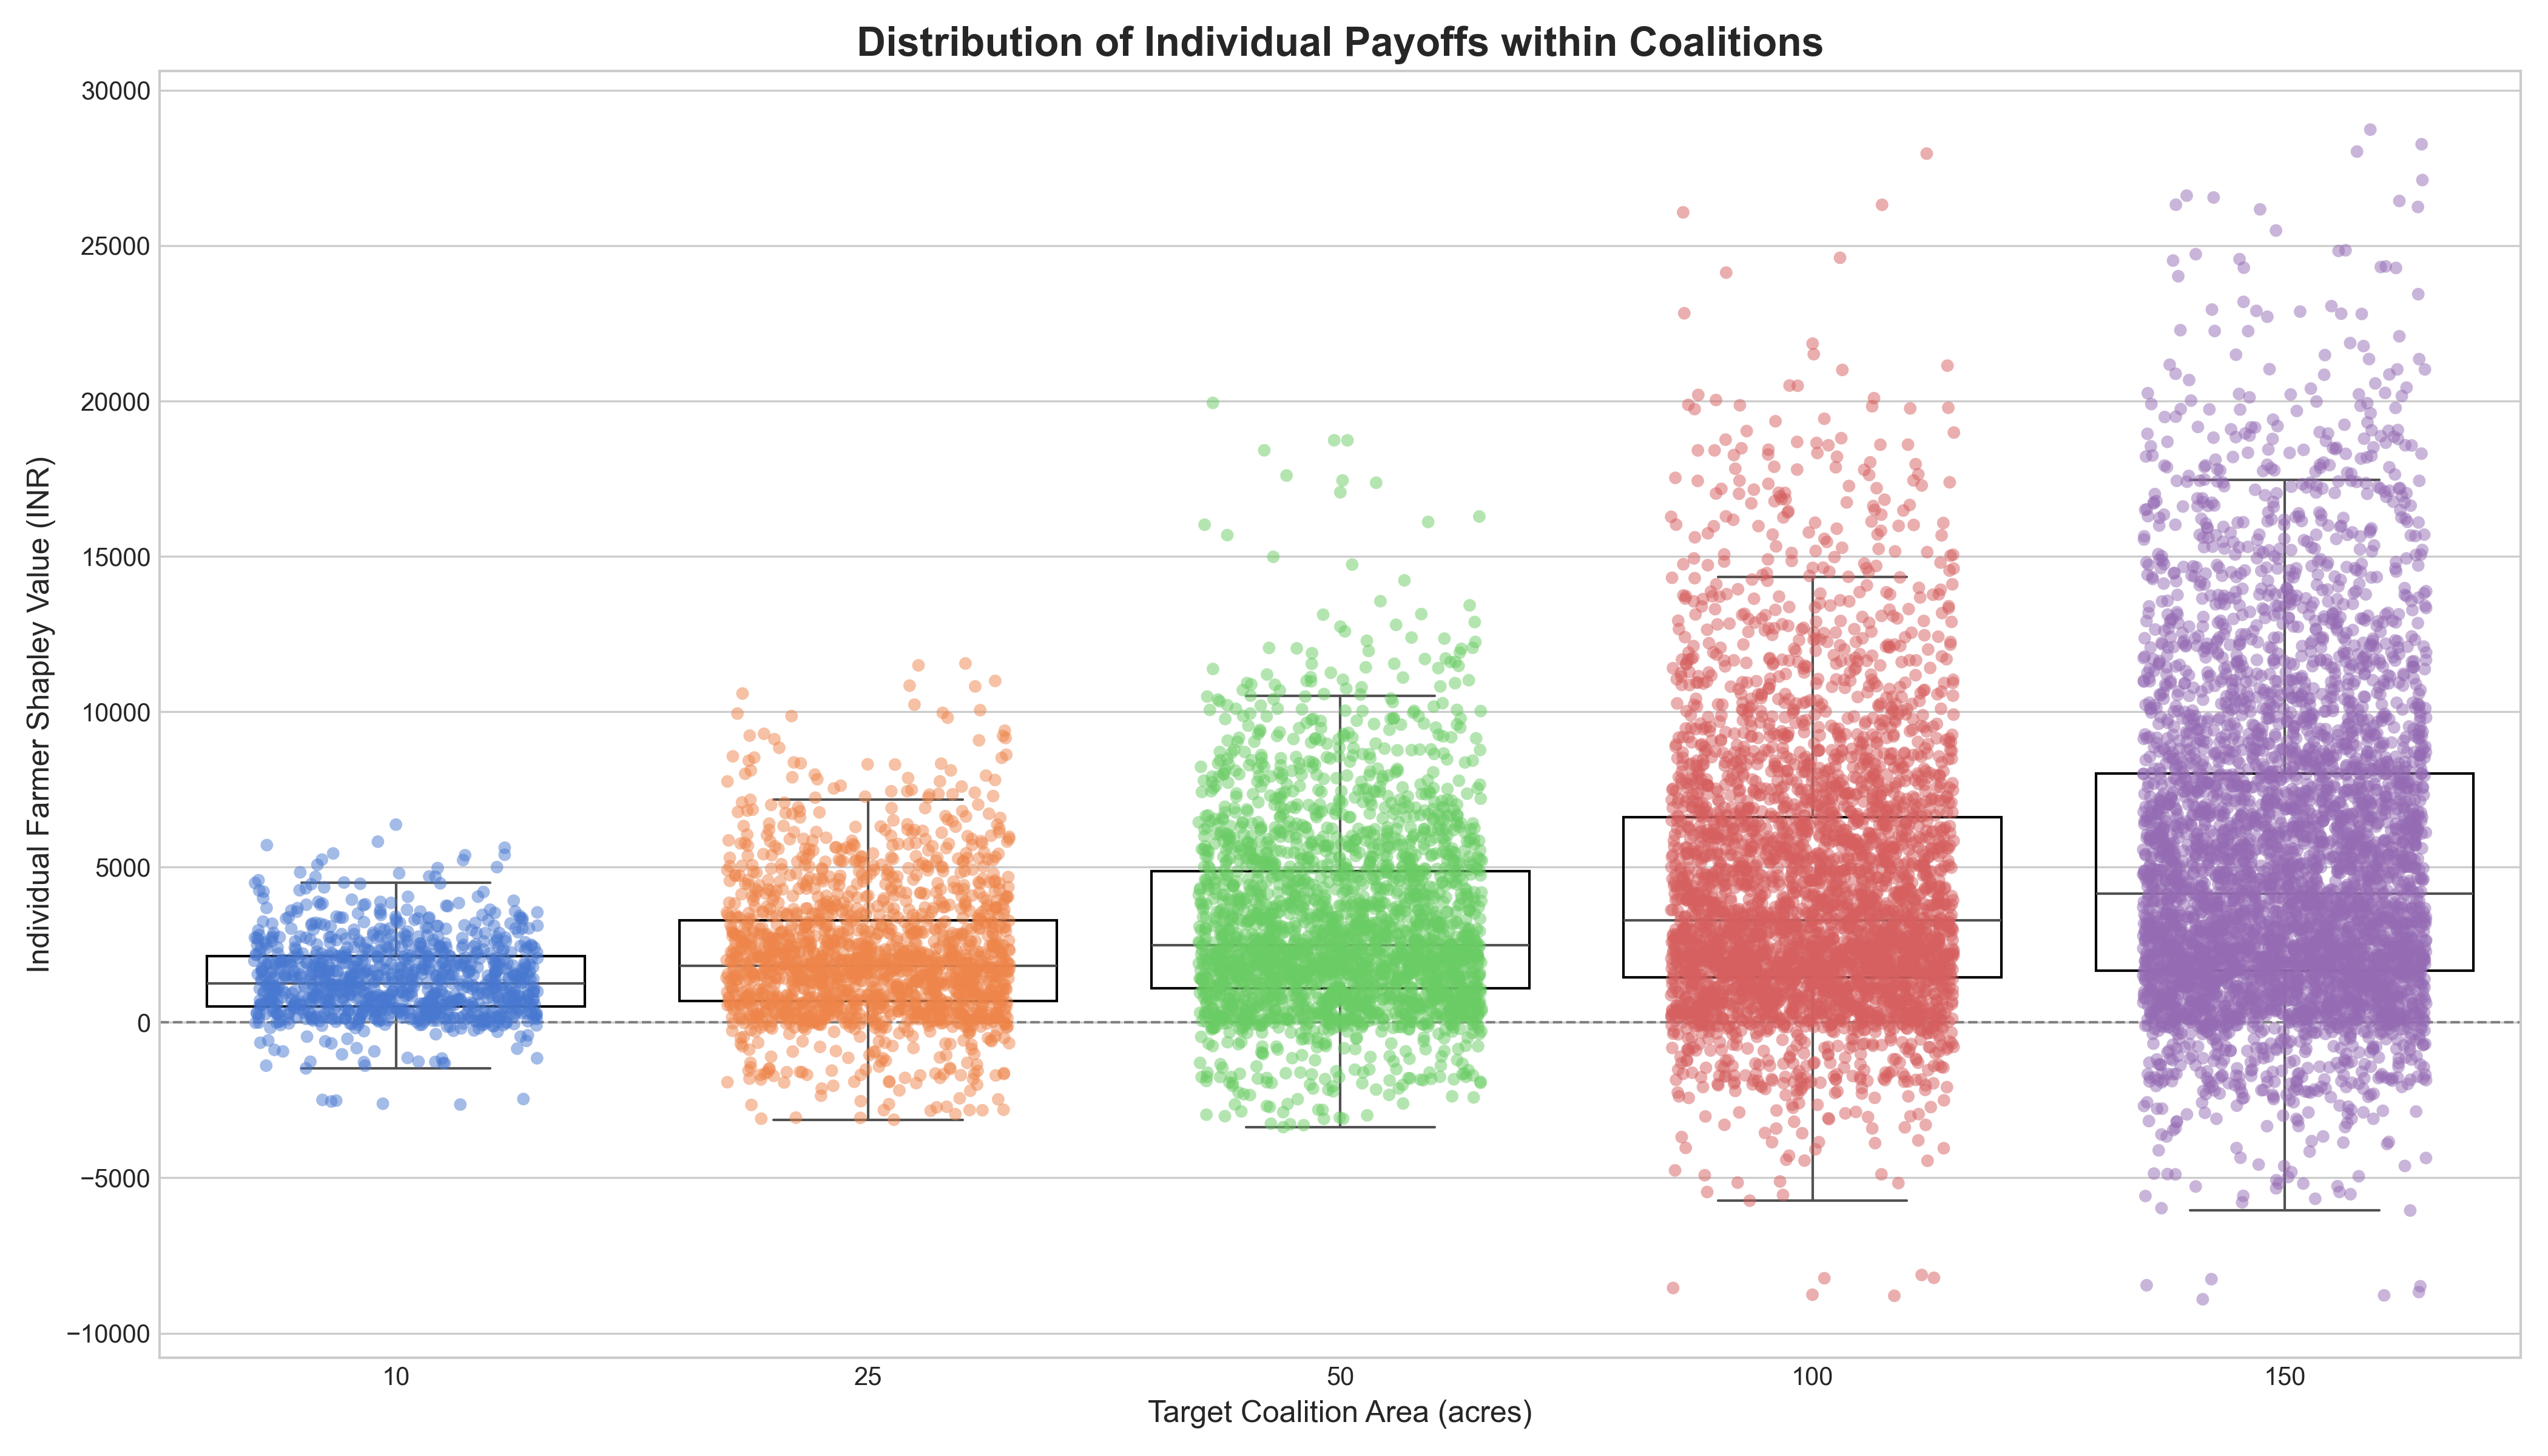 Distribution of Individual Payoffs within Coalitions
30000
25000
20000
15000
10000
5000
0
−5000
−10000
Individual Farmer Shapley Value (INR)
10 25 50 100 150
Target Coalition Area (acres)